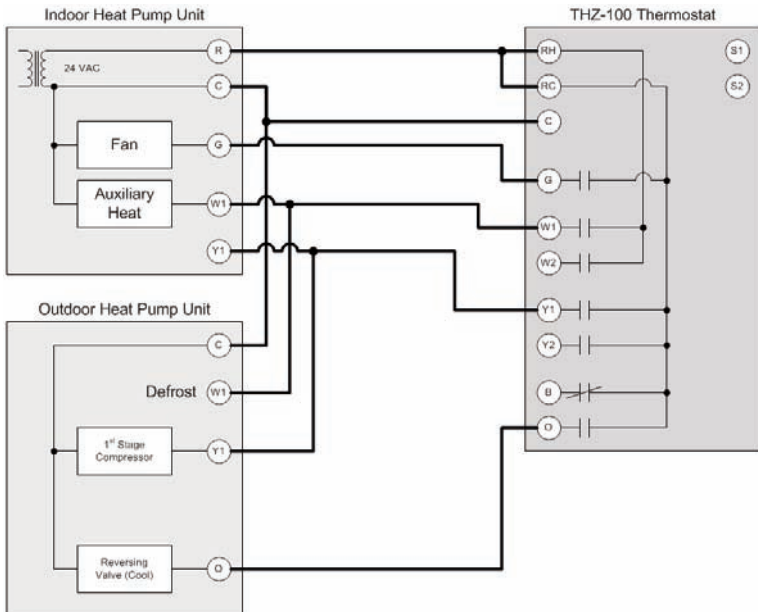 Indoor Heat Pump Unit
THZ-100 Thermostat
24 VAC
R
C
Fan
G
Auxiliary
Heat
W1
Y1
RH
S1
RC
S2
C
G
W1
W2
Y1
Y2
B
O
Outdoor Heat Pump Unit
C
Defrost
W1
1st Stage
Compressor
Y1
Reversing
Valve (Cool)
O